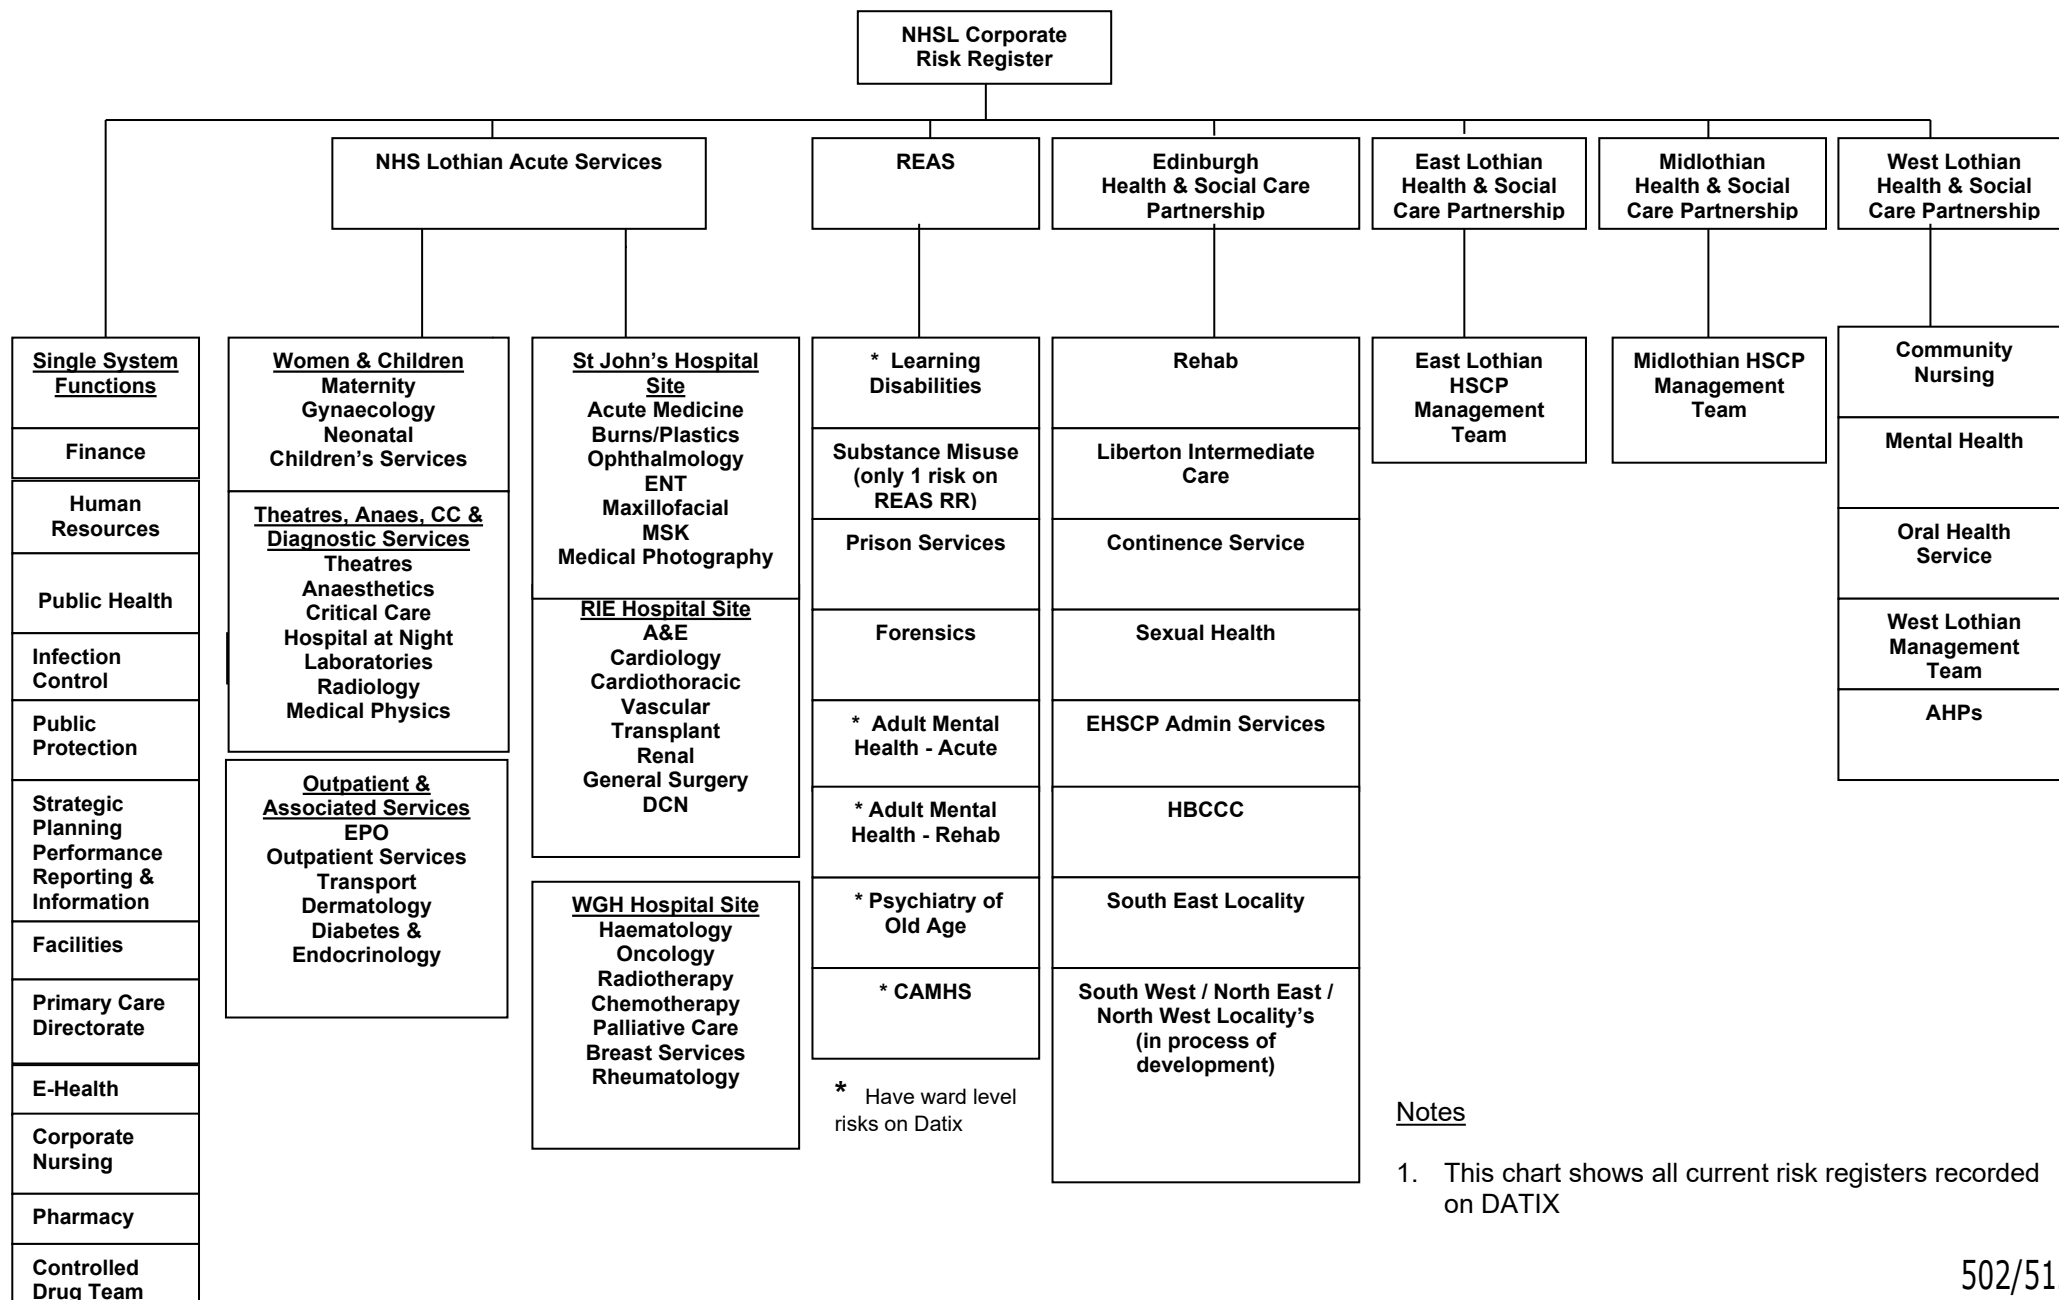 NHSL Corporate
Risk Register
NHS Lothian Acute Services
REAS
Edinburgh
Health & Social Care
Partnership
East Lothian
Health & Social
Care Partnership
Midlothian
Health & Social
Care Partnership
West Lothian
Health & Social
Care Partnership
Single System
Functions
Finance
Human
Resources
Public Health
Infection
Control
Public
Protection
Strategic
Planning
Performance
Reporting &
Information
Facilities
Primary Care
Directorate
E-Health
Corporate
Nursing
Pharmacy
Controlled
Drug Team
Women & Children
Maternity
Gynaecology
Neonatal
Children's Services
Theatres, Anaes, CC &
Diagnostic Services
Theatres
Anaesthetics
Critical Care
Hospital at Night
Laboratories
Radiology
Medical Physics
Outpatient &
Associated Services
EPO
Outpatient Services
Transport
Dermatology
Diabetes &
Endocrinology
St John's Hospital
Site
Acute Medicine
Burns/Plastics
Ophthalmology
ENT
Maxillofacial
MSK
Medical Photography
RIE Hospital Site
A&E
Cardiology
Cardiothoracic
Vascular
Transplant
Renal
General Surgery
DCN
WGH Hospital Site
Haematology
Oncology
Radiotherapy
Chemotherapy
Palliative Care
Breast Services
Rheumatology
* Learning
Disabilities
Substance Misuse
(only 1 risk on
REAS RR)
Prison Services
Forensics
* Adult Mental
Health - Acute
* Adult Mental
Health - Rehab
* Psychiatry of
Old Age
* CAMHS
* Have ward level
risks on Datix
Rehab
Liberton Intermediate
Care
Continence Service
Sexual Health
EHSCP Admin Services
HBCCC
South East Locality
South West / North East /
North West Locality's
(in process of
development)
East Lothian
HSCP
Management
Team
Midlothian HSCP
Management
Team
Community
Nursing
Mental Health
Oral Health
Service
West Lothian
Management
Team
AHPs
Notes
1. This chart shows all current risk registers recorded
on DATIX
502/51